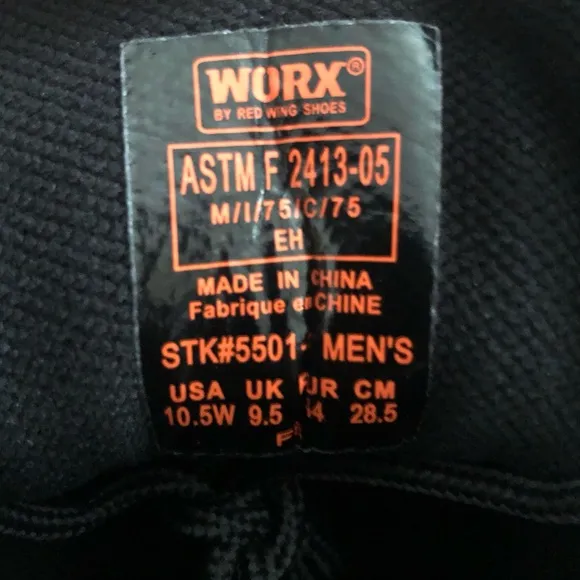 WORX®
BY RED WING SHOES
ASTM F 2413-05
M/I/75/C/75
EH
MADE IN CHINA
Fabrique en CHINE
STK#5501- MEN'S
USA UK EUR CM
10.5W 9.5 28.5